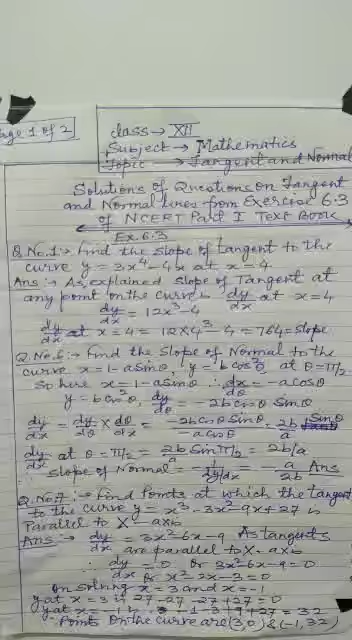 Page 1 of 2
Class → XII
Subject → Mathematics
Topic → Tangent and Normal
Solutions of Questions on Tangent
and Normal lines from Exercise 6.3
of NCERT Part I Text Book
Ex 6.3
Q.No.1:→ Find the slope of tangent to the
curve y = 3x⁴ - 4x at x = 4
Ans:→ As explained slope of Tangent at
any point on the curve is dy/dx at x = 4
dy/dx = 12x³ - 4
dy/dx at x = 4 = 12×4³ - 4 = 764 = slope
Q.No.6:→ Find the slope of Normal to the
curve x = 1 - a sinθ, y = b cos²θ at θ = π/2
So here x = 1 - a sinθ ∴ dx/dθ = -a cosθ
y = b cos²θ, dy/dθ = -2b cosθ sinθ
dy/dx = dy/dθ × dθ/dx = -2b cosθ sinθ / -a cosθ = 2b/a sinθ
dy/dx at θ = π/2 = 2b/a sin π/2 = 2b/a
∴ slope of Normal = -1/(dy/dx) = -a/2b Ans
Q.No.7:→ Find Points at which the tangent
to the curve y = x³ - 3x² - 9x + 27 is
Parallel to X-axis
Ans:→ dy/dx = 3x² - 6x - 9 As tangents
are parallel to X-axis
∴ dy/dx = 0 or 3x² - 6x - 9 = 0
or x² - 2x - 3 = 0
On solving x = 3 and x = -1
y at x = 3 is 27 - 27 - 27 + 27 = 0
y at x = -1 is -1 - 3 + 9 + 27 = 32
∴ Points on the curve are (3,0) & (-1,32)